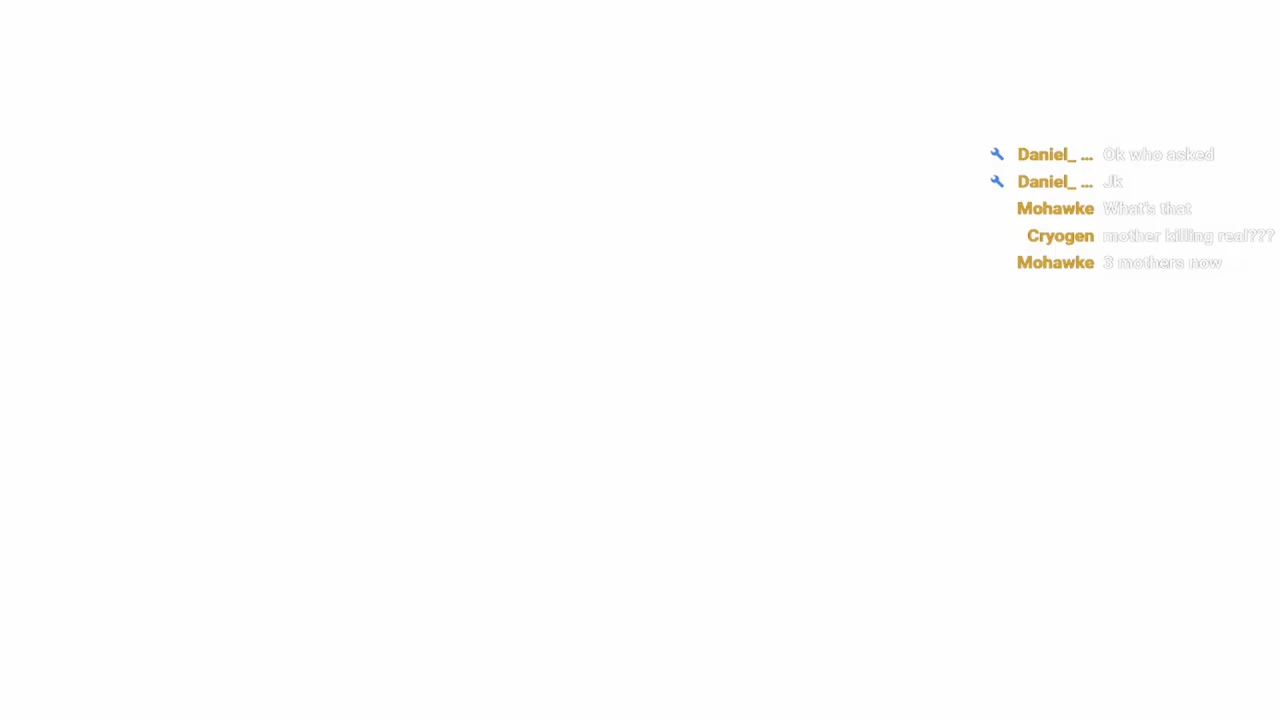 Daniel_ ... Ok who asked
Daniel_ ... Jk
Mohawke What's that
Cryogen mother killing real???
Mohawke 3 mothers now